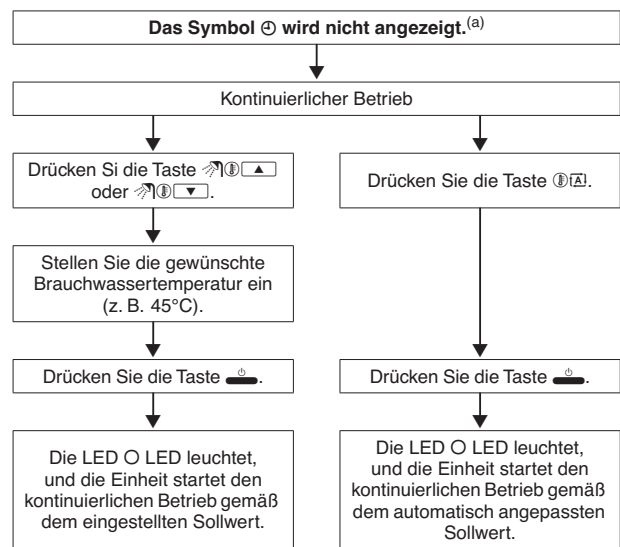 Das Symbol ⏲ wird nicht angezeigt.(a)
Kontinuierlicher Betrieb
Drücken Si die Taste ▲
oder ▼.
Drücken Sie die Taste A.
Stellen Sie die gewünschte
Brauchwassertemperatur ein
(z. B. 45°C).
Drücken Sie die Taste ⏻.
Drücken Sie die Taste ⏻.
Die LED O LED leuchtet,
und die Einheit startet den
kontinuierlichen Betrieb gemäß
dem eingestellten Sollwert.
Die LED O LED leuchtet,
und die Einheit startet den
kontinuierlichen Betrieb gemäß
dem automatisch angepassten
Sollwert.